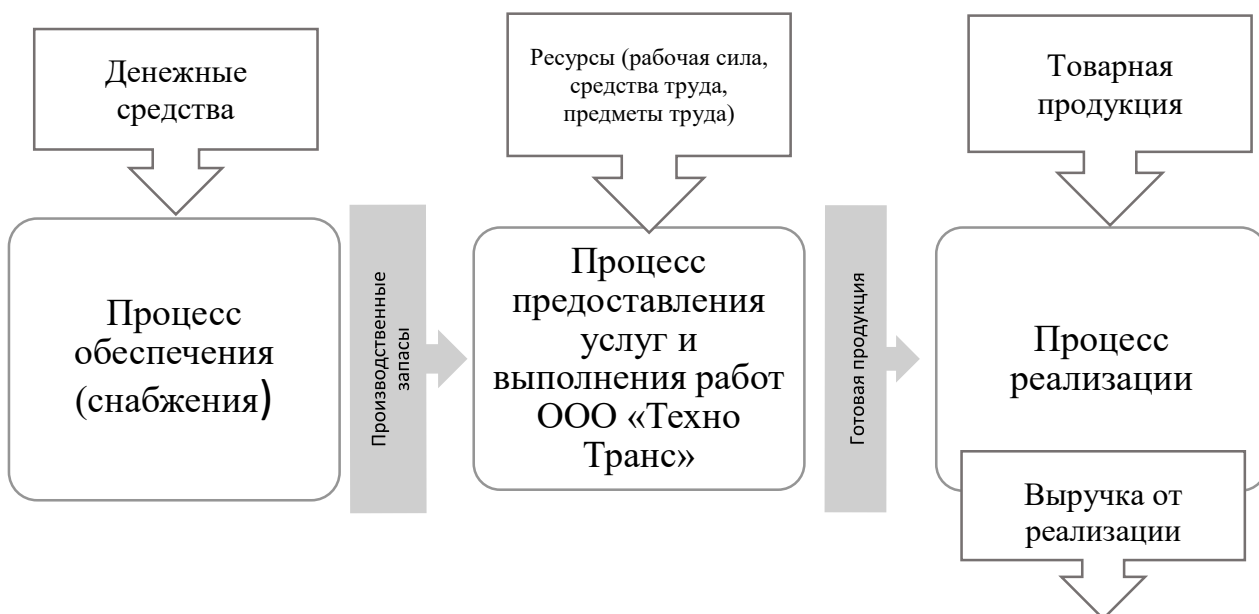 Денежные
средства
Ресурсы (рабочая сила,
средства труда,
предметы труда)
Товарная
продукция
Процесс
обеспечения
(снабжения)
Производственные
запасы
Процесс
предоставления
услуг и
выполнения работ
ООО «Техно
Транс»
Готовая продукция
Процесс
реализации
Выручка от
реализации